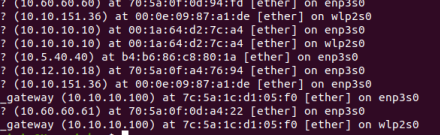 ? (10.60.60.60) at 70:5a:0f:0d:94:fd [ether] on enp3s0
? (10.10.151.36) at 00:0e:09:87:a1:de [ether] on wlp2s0
? (10.10.10.10) at 00:1a:64:d2:7c:a4 [ether] on enp3s0
? (10.10.10.10) at 00:1a:64:d2:7c:a4 [ether] on wlp2s0
? (10.5.40.40) at b4:b6:86:c8:80:1a [ether] on enp3s0
? (10.12.10.18) at 70:5a:0f:a4:76:94 [ether] on enp3s0
? (10.10.151.36) at 00:0e:09:87:a1:de [ether] on enp3s0
_gateway (10.10.10.100) at 7c:5a:1c:d1:05:f0 [ether] on enp3s0
? (10.60.60.61) at 70:5a:0f:0d:a4:22 [ether] on enp3s0
_gateway (10.10.10.100) at 7c:5a:1c:d1:05:f0 [ether] on wlp2s0